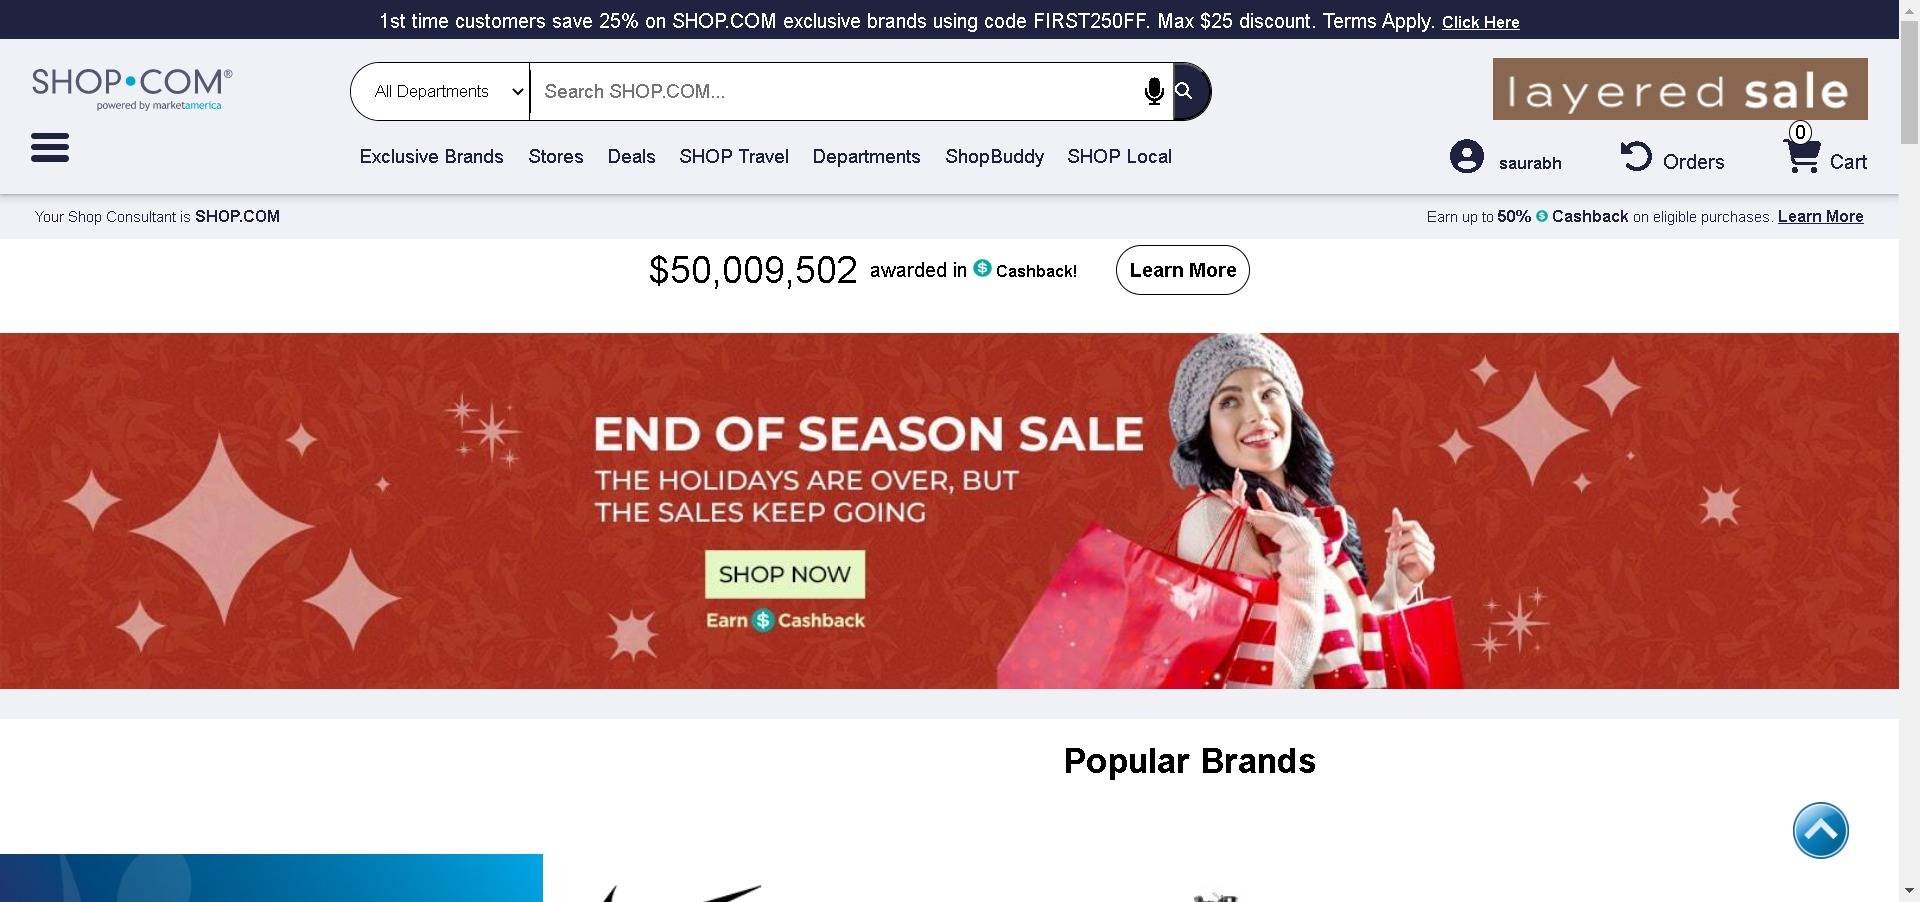 1st time customers save 25% on SHOP.COM exclusive brands using code FIRST250FF. Max $25 discount. Terms Apply. Click Here
SHOP•COM®
powered by marketamerica
All Departments
Search SHOP.COM...
layered sale
Exclusive Brands Stores Deals SHOP Travel Departments ShopBuddy SHOP Local
saurabh
Orders
0
Cart
Your Shop Consultant is SHOP.COM
Earn up to 50% $ Cashback on eligible purchases. Learn More
$50,009,502 awarded in $ Cashback! Learn More
END OF SEASON SALE
THE HOLIDAYS ARE OVER, BUT
THE SALES KEEP GOING
SHOP NOW
Earn $ Cashback
Popular Brands